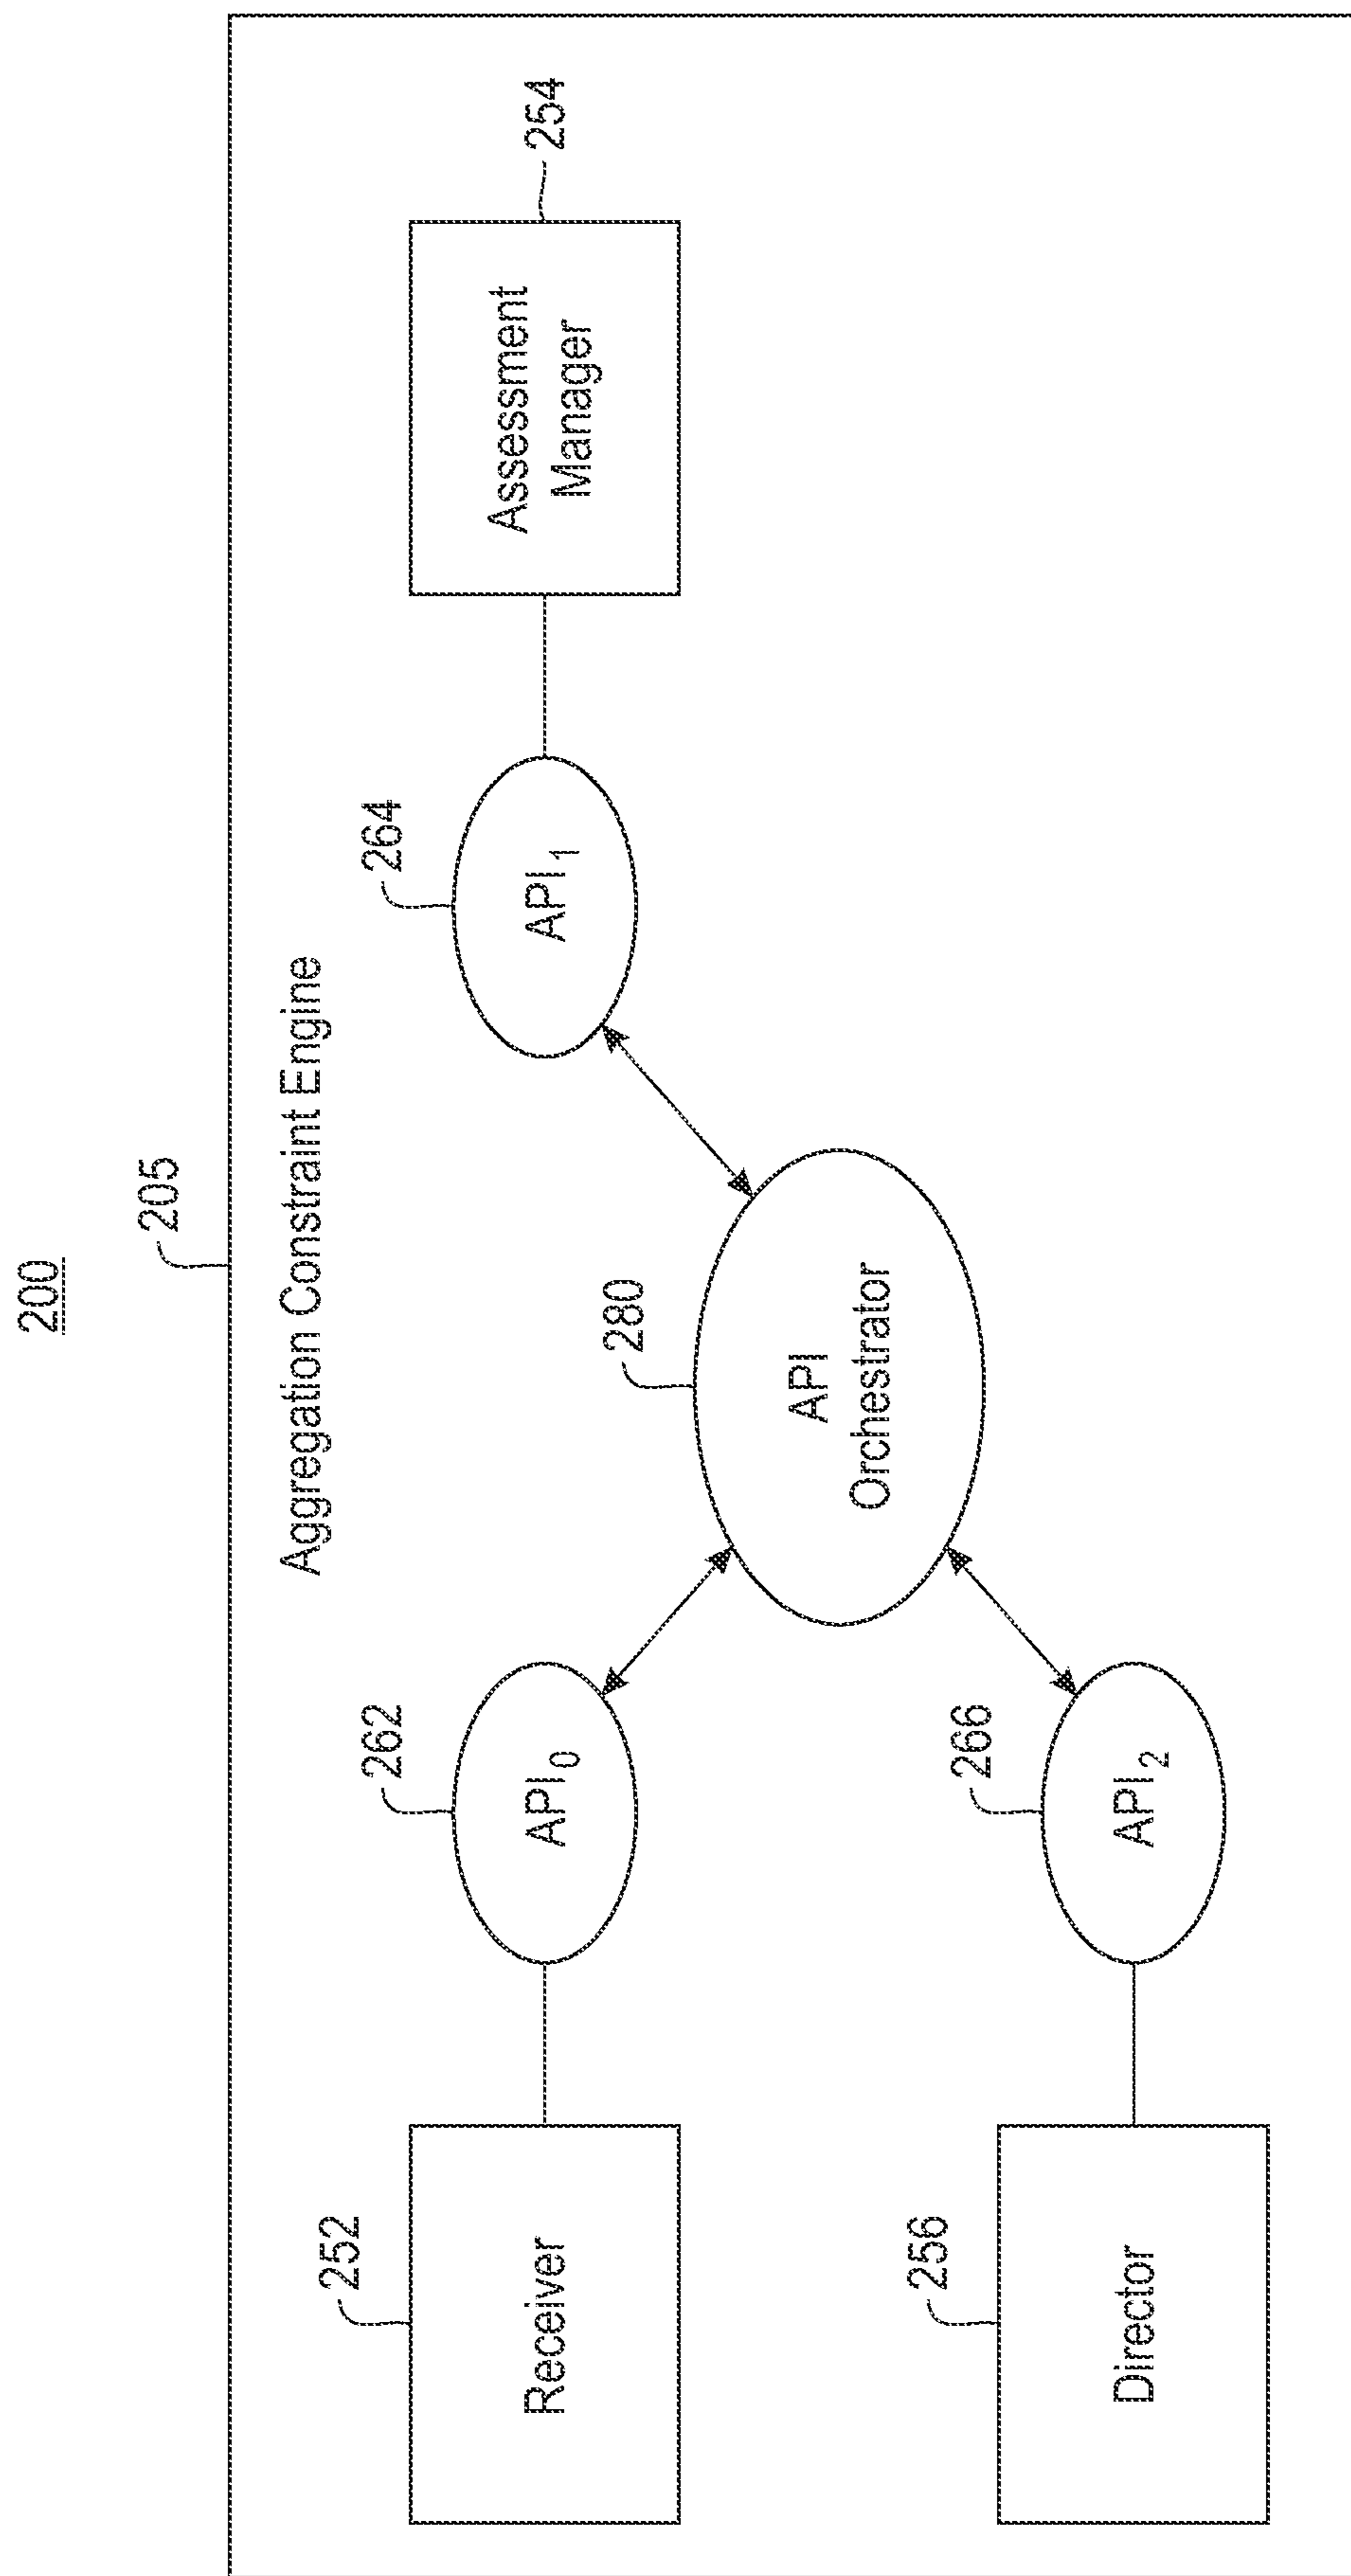 200
205
Aggregation Constraint Engine
252
Receiver
262
API0
264
API1
254
Assessment
Manager
280
API
Orchestrator
256
Director
266
API2